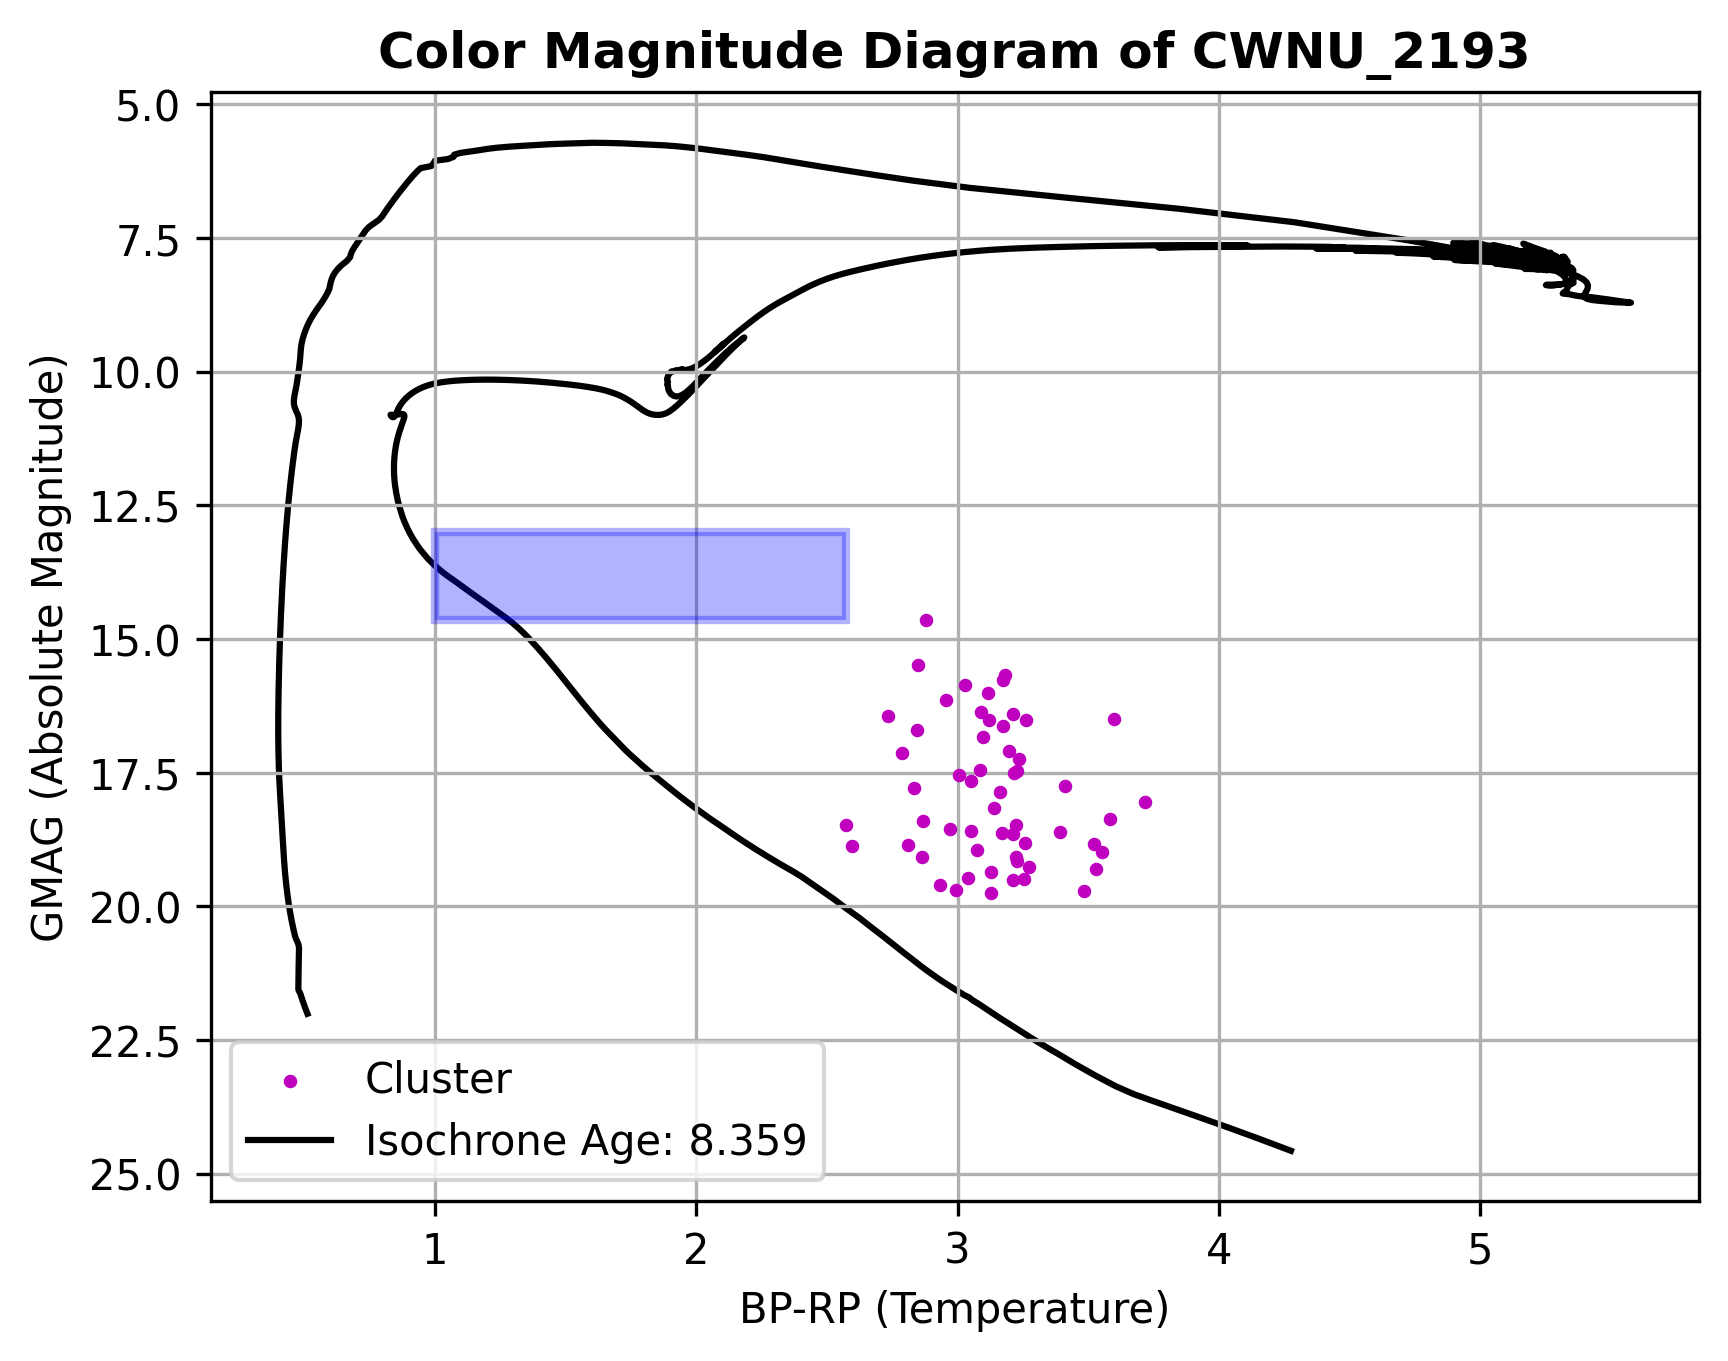 Color Magnitude Diagram of CWNU_2193
GMAG (Absolute Magnitude)
5.0
7.5
10.0
12.5
15.0
17.5
20.0
22.5
25.0
Cluster
Isochrone Age: 8.359
1 2 3 4 5
BP-RP (Temperature)